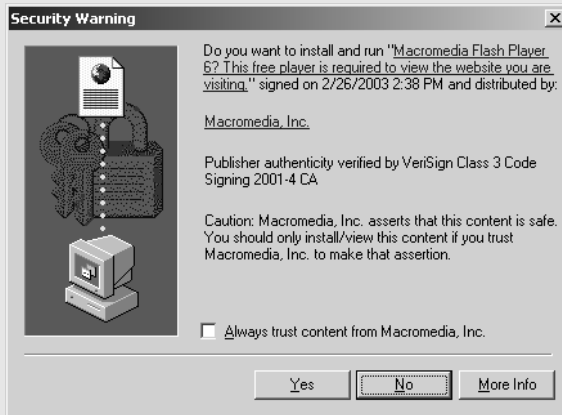 Security Warning
Do you want to install and run "Macromedia Flash Player
6? This free player is required to view the website you are
visiting." signed on 2/26/2003 2:38 PM and distributed by:
Macromedia, Inc.
Publisher authenticity verified by VeriSign Class 3 Code
Signing 2001-4 CA
Caution: Macromedia, Inc. asserts that this content is safe.
You should only install/view this content if you trust
Macromedia, Inc. to make that assertion.
Always trust content from Macromedia, Inc.
Yes No More Info